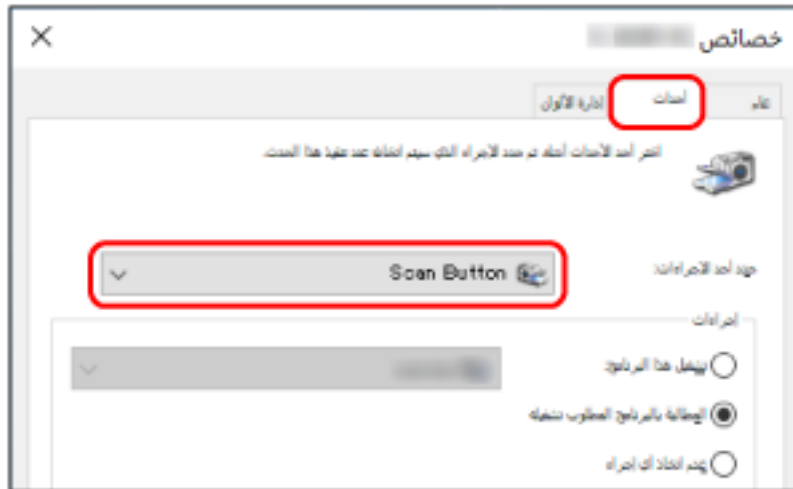 خصائص
عام
أحداث
إدارة الألوان
اختر أحد الأحداث أدناه، ثم حدد الإجراء الذي سيتم اتخاذه عند تنفيذ هذا الحدث.
حدد أحد الإجراءات:
Scan Button
إجراءات
تشغيل هذا البرنامج:
المطالبة بالبرنامج المطلوب تشغيله
عدم اتخاذ أي إجراء